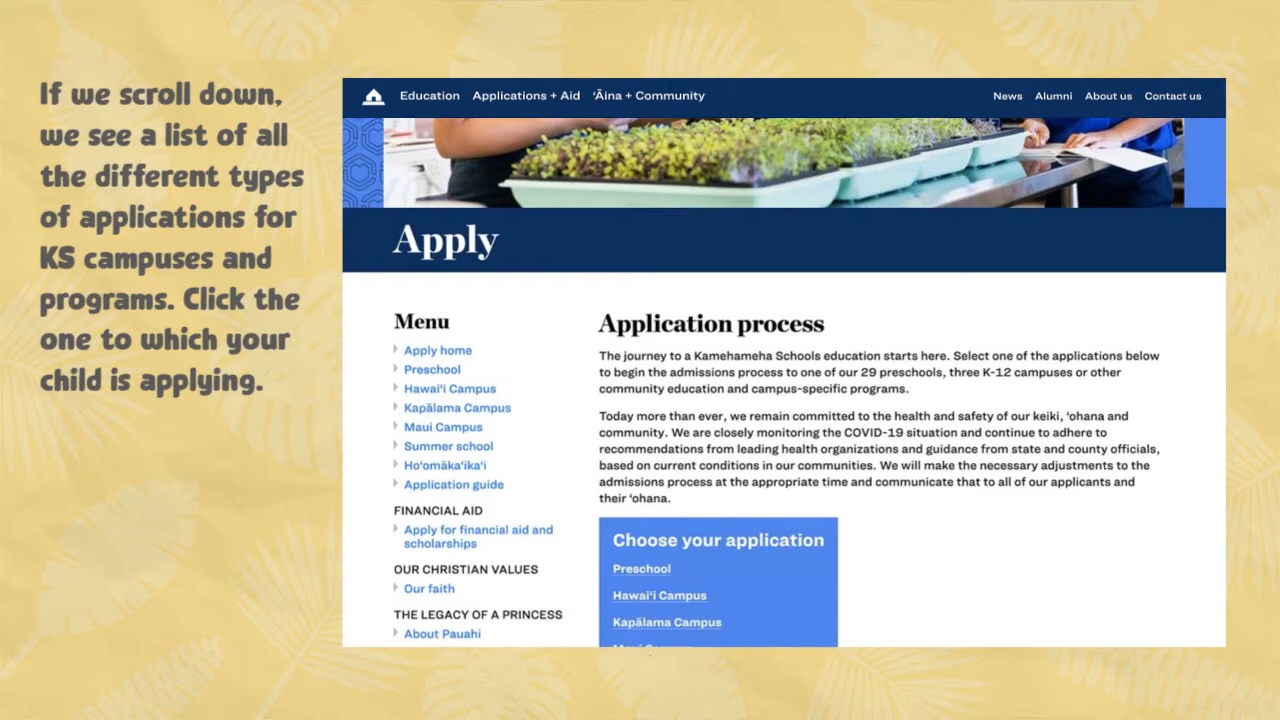 If we scroll down,
we see a list of all
the different types
of applications for
KS campuses and
programs. Click the
one to which your
child is applying.
Education Applications + Aid ʻĀina + Community News Alumni About us Contact us
Apply
Menu
Apply home
Preschool
Hawaiʻi Campus
Kapālama Campus
Maui Campus
Summer school
Hoʻomākaʻikaʻi
Application guide
FINANCIAL AID
Apply for financial aid and
scholarships
OUR CHRISTIAN VALUES
Our faith
THE LEGACY OF A PRINCESS
About Pauahi
Application process
The journey to a Kamehameha Schools education starts here. Select one of the applications below
to begin the admissions process to one of our 29 preschools, three K-12 campuses or other
community education and campus-specific programs.
Today more than ever, we remain committed to the health and safety of our keiki, ʻohana and
community. We are closely monitoring the COVID-19 situation and continue to adhere to
recommendations from leading health organizations and guidance from state and county officials,
based on current conditions in our communities. We will make the necessary adjustments to the
admissions process at the appropriate time and communicate that to all of our applicants and
their ʻohana.
Choose your application
Preschool
Hawaiʻi Campus
Kapālama Campus